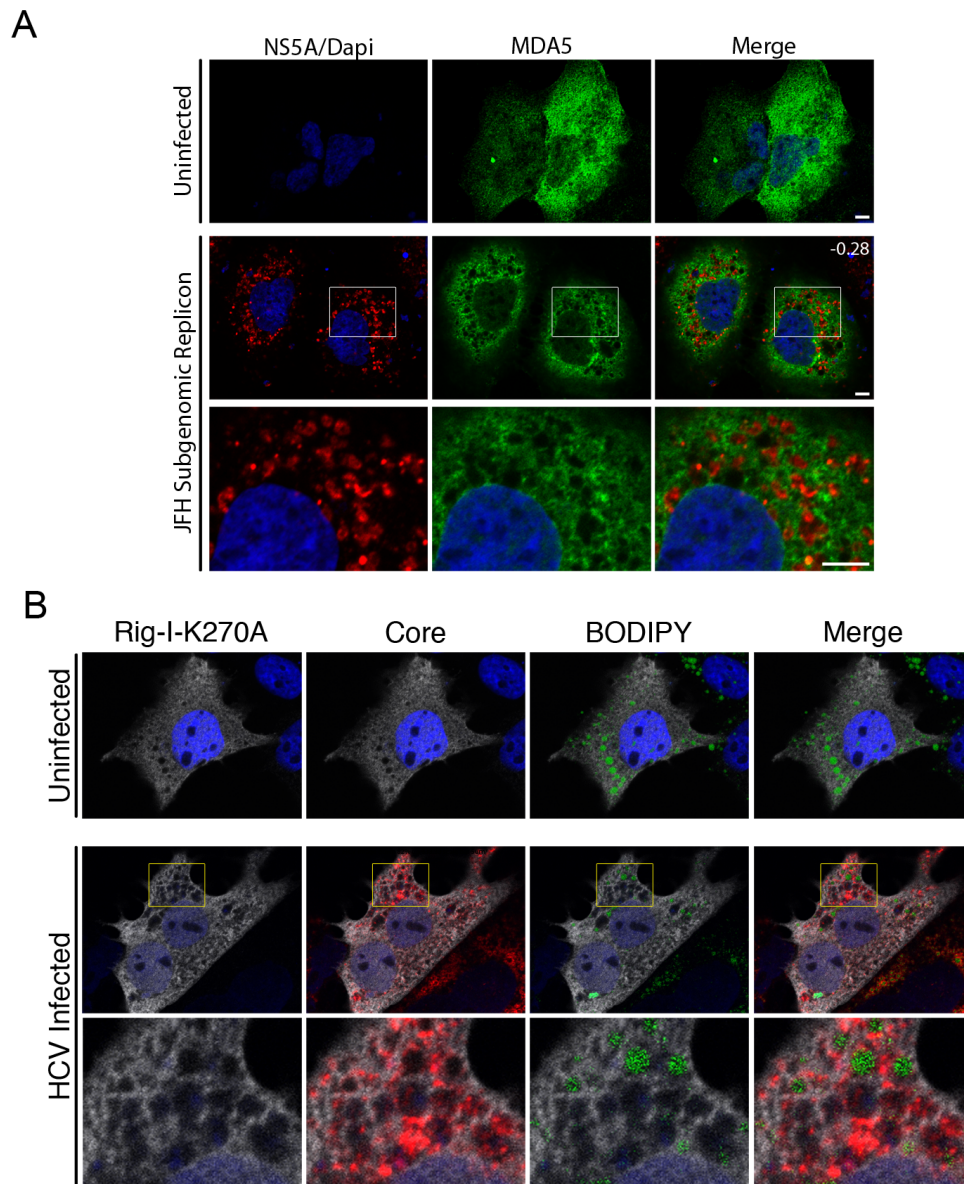 A
NS5A/Dapi MDA5 Merge
Uninfected
-0.28
JFH Subgenomic Replicon
B
Rig-I-K270A Core BODIPY Merge
Uninfected
HCV Infected